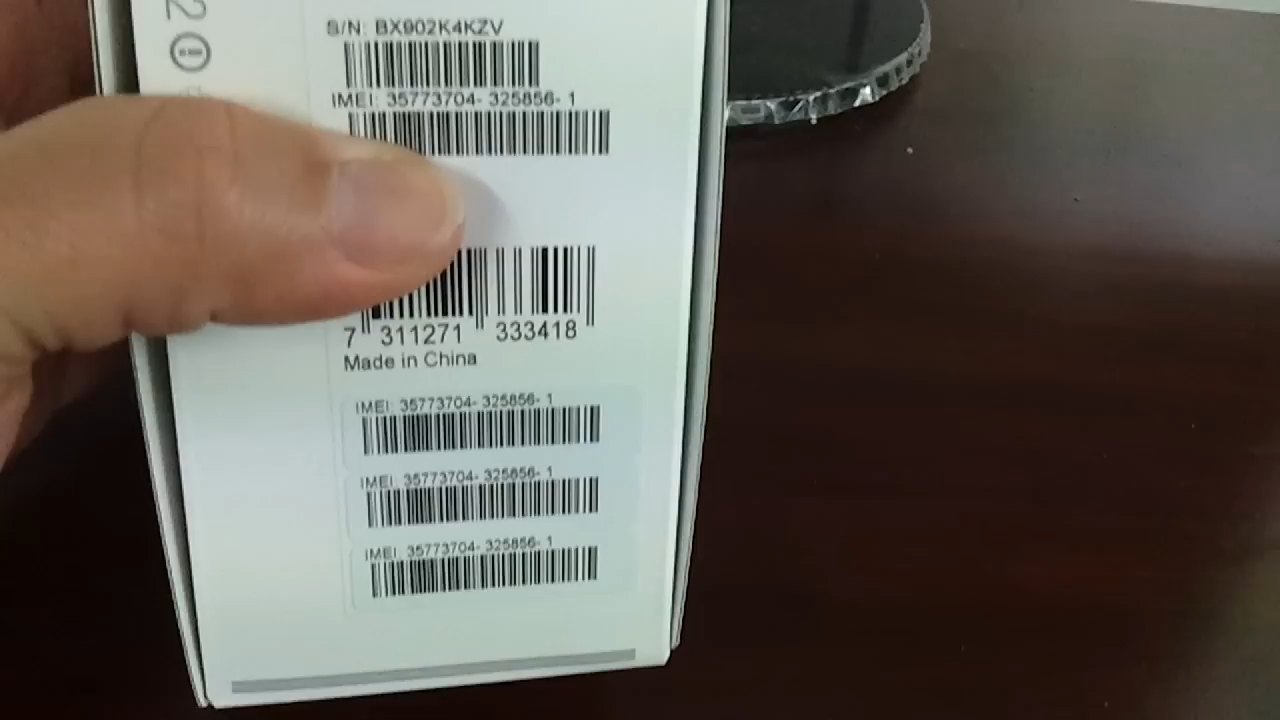 2
S/N: BX902K4KZV
IMEI: 35773704- 325856- 1
7 311271 333418
Made in China
IMEI: 35773704- 325856- 1
IMEI: 35773704- 325856- 1
IMEI: 35773704- 325856- 1